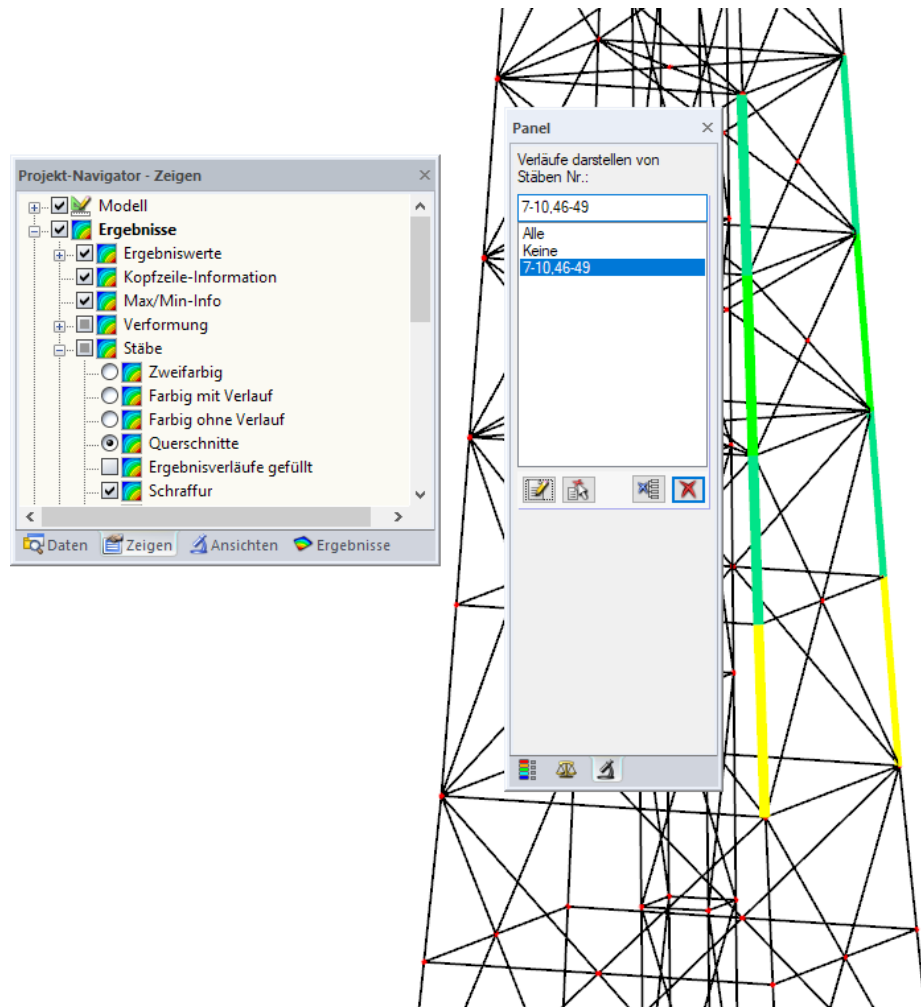 Projekt-Navigator - Zeigen
Modell
Ergebnisse
Ergebniswerte
Kopfzeile-Information
Max/Min-Info
Verformung
Stäbe
Zweifarbig
Farbig mit Verlauf
Farbig ohne Verlauf
Querschnitte
Ergebnisverläufe gefüllt
Schraffur
Daten Zeigen Ansichten Ergebnisse
Panel
Verläufe darstellen von
Stäben Nr.:
7-10,46-49
Alle
Keine
7-10,46-49